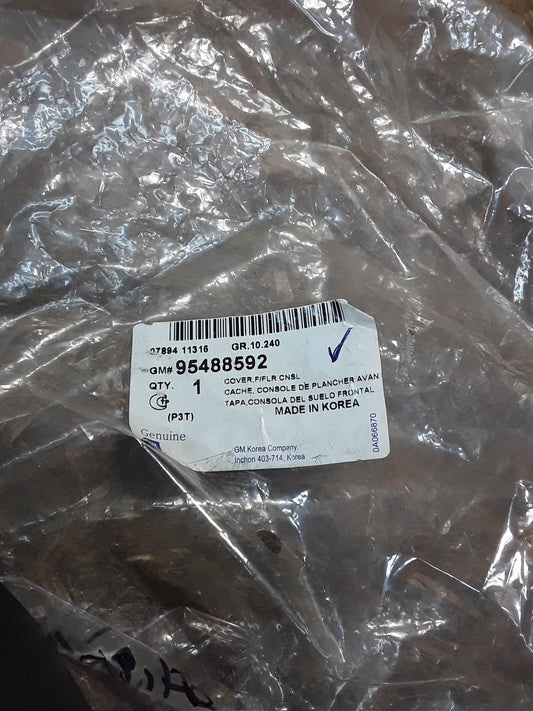 07894 11316 GR.10.240
GM# 95488592
QTY. 1 COVER,F/FLR CNSL
CACHE, CONSOLE DE PLANCHER AVAN
TAPA,CONSOLA DEL SUELO FRONTAL
(P3T) MADE IN KOREA
Genuine
GM Korea Company
Inchon 403-714, Korea
0A066870